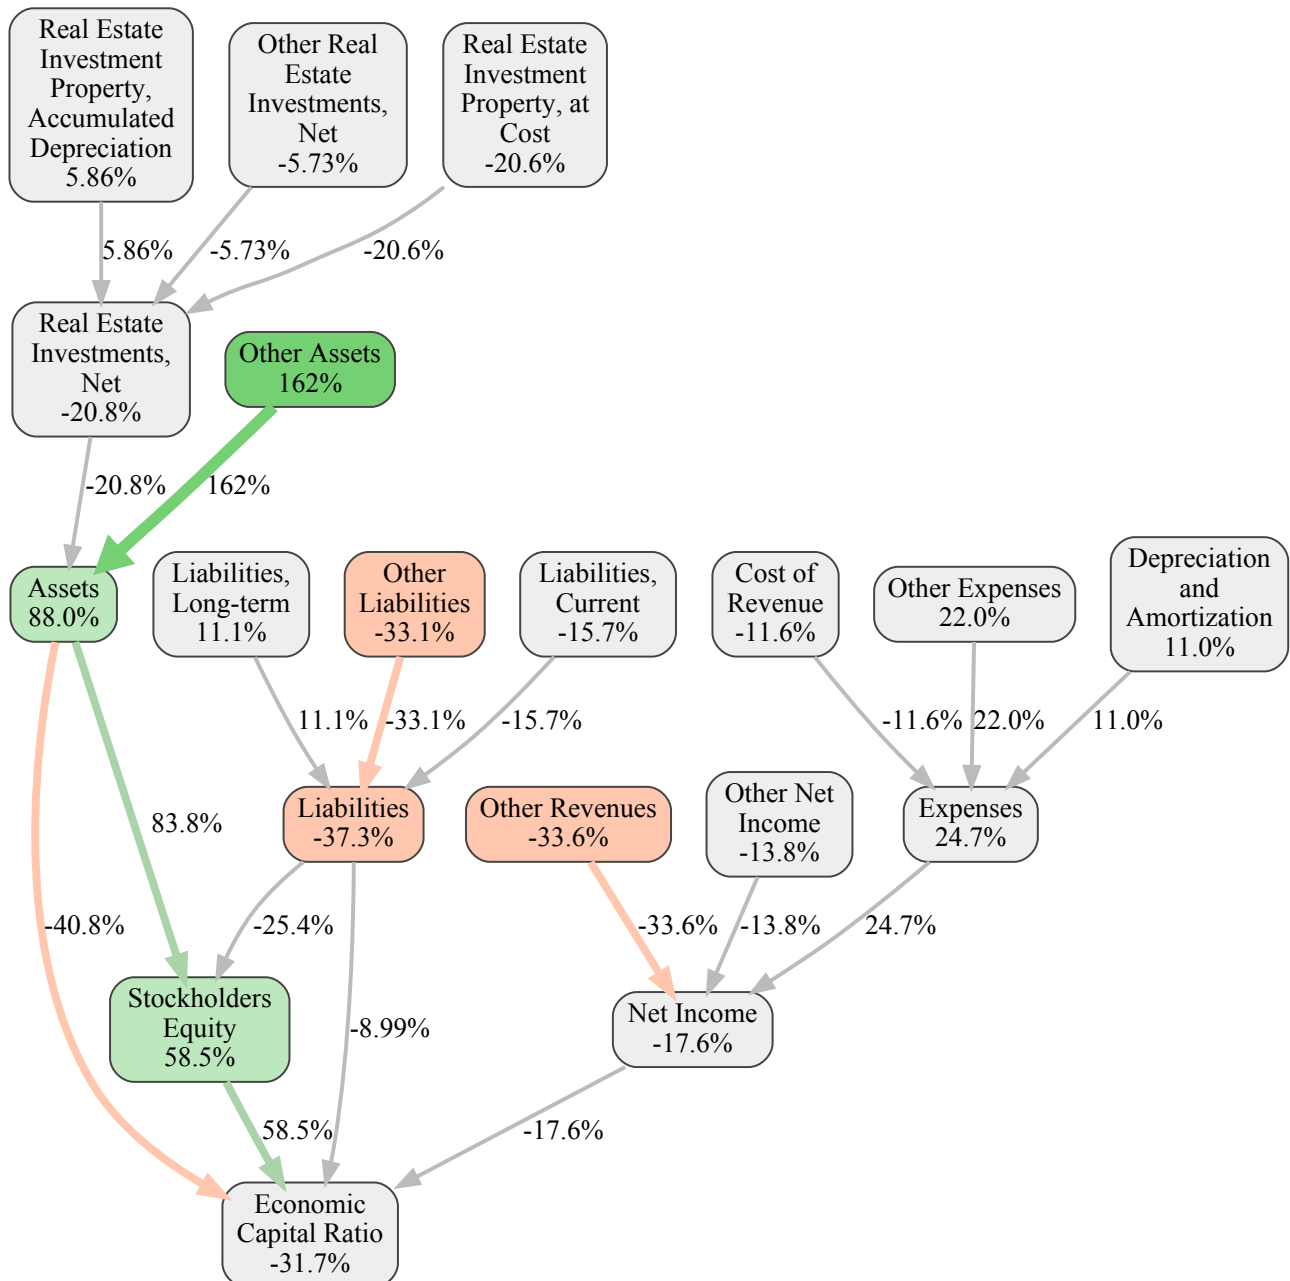 Real Estate
Investment
Property,
Accumulated
Depreciation
5.86%
Other Real
Estate
Investments,
Net
-5.73%
Real Estate
Investment
Property, at
Cost
-20.6%
5.86%
-5.73%
-20.6%
Real Estate
Investments,
Net
-20.8%
Other Assets
162%
-20.8%
162%
Assets
88.0%
Liabilities,
Long-term
11.1%
Other
Liabilities
-33.1%
Liabilities,
Current
-15.7%
Cost of
Revenue
-11.6%
Other Expenses
22.0%
Depreciation
and
Amortization
11.0%
11.1%
-33.1%
-15.7%
-11.6%
22.0%
11.0%
83.8%
Liabilities
-37.3%
Other Revenues
-33.6%
Other Net
Income
-13.8%
Expenses
24.7%
-40.8%
-25.4%
-33.6%
-13.8%
24.7%
Stockholders
Equity
58.5%
-8.99%
Net Income
-17.6%
58.5%
-17.6%
Economic
Capital Ratio
-31.7%